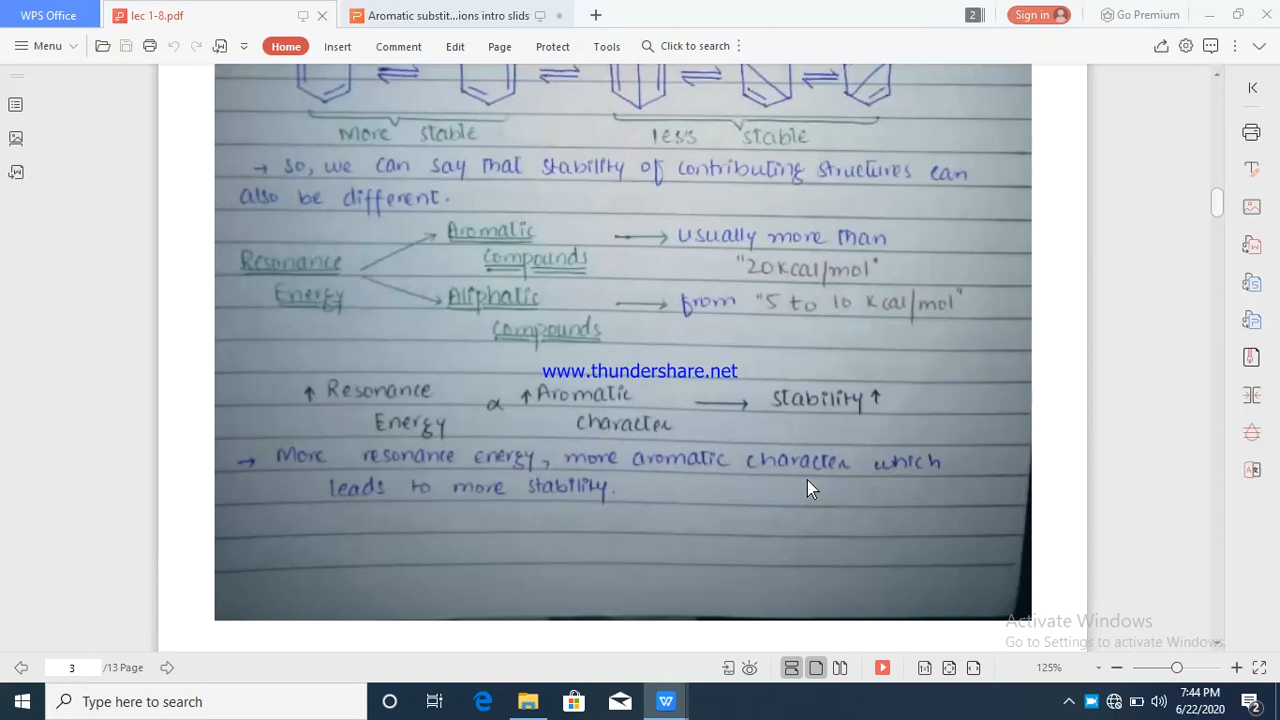 WPS Office
lec 1-8.pdf
Aromatic substit...ions intro slids
2
Sign in
Go Premium
Menu
Home
Insert
Comment
Edit
Page
Protect
Tools
Click to search
More stable
less stable
→ so, we can say that stability of contributing structures can
also be different.
Aromatic → usually more than
Resonance compounds "20 kcal/mol"
Energy Aliphatic → from "5 to 10 Kcal/mol"
compounds
www.thundershare.net
↑ Resonance ∝ ↑ Aromatic → stability ↑
Energy character
→ More resonance energy, more aromatic character which
leads to more stability.
Activate Windows
Go to Settings to activate Windows.
3 /13 Page
125%
Type here to search
7:44 PM
6/22/2020
2